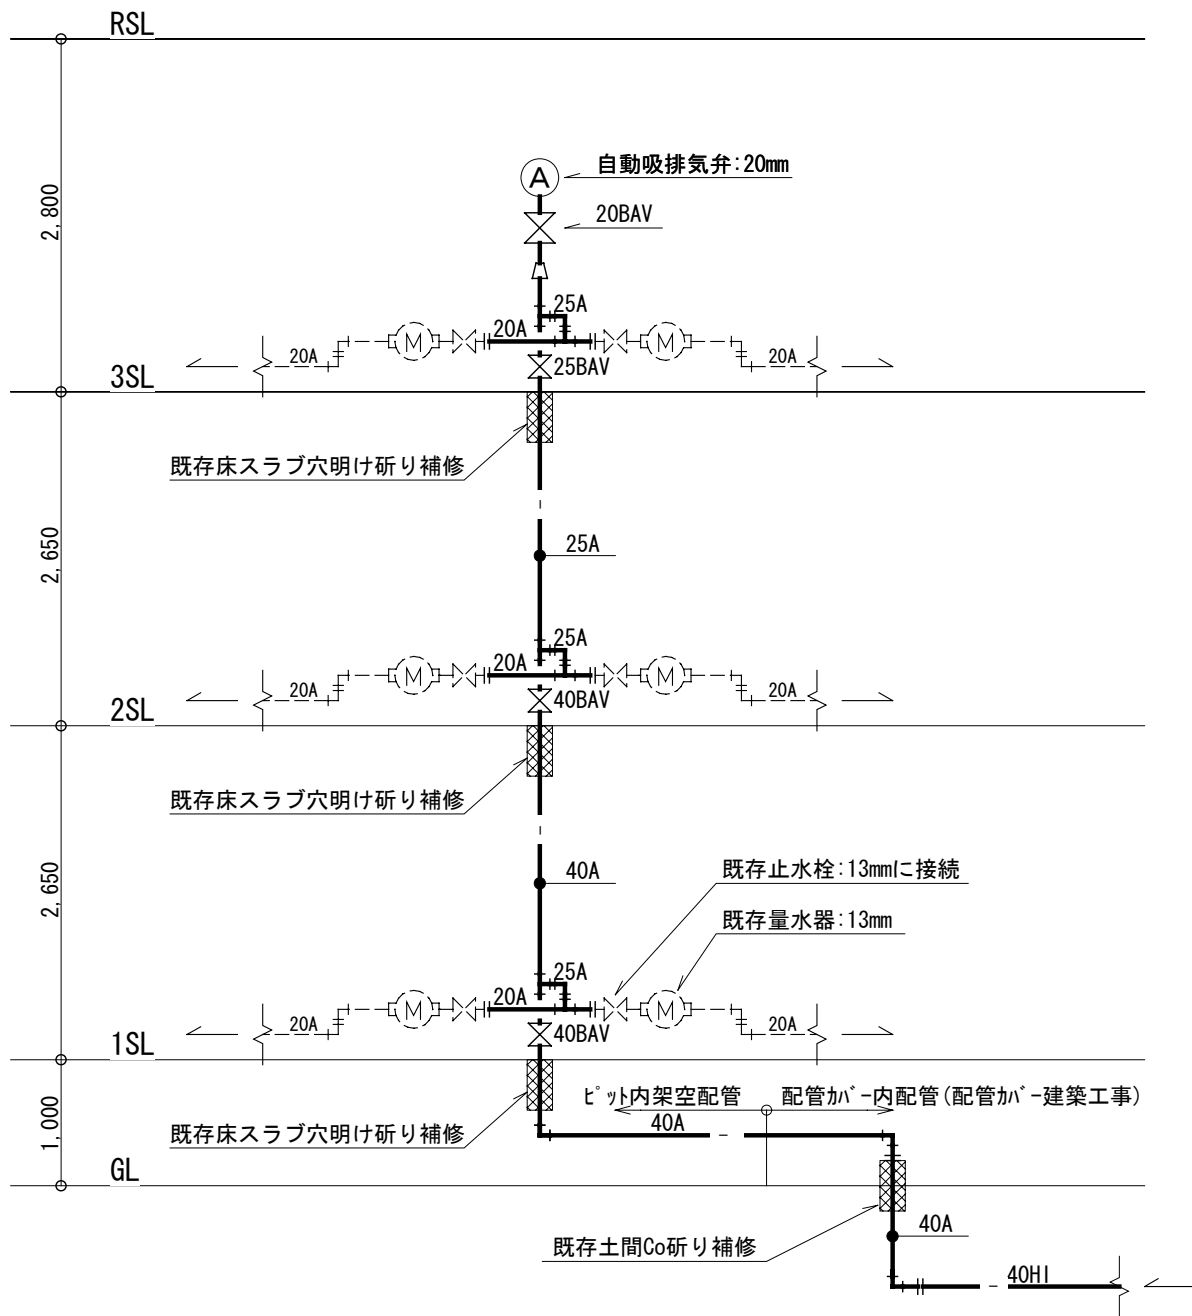 RSL
2,800
A
自動吸排気弁:20mm
20BAV
25A
20A
20A
M
M
20A
25BAV
3SL
既存床スラブ穴明け斫り補修
2,650
25A
25A
20A
20A
M
M
20A
40BAV
2SL
既存床スラブ穴明け斫り補修
2,650
40A
既存止水栓:13mmに接続
既存量水器:13mm
25A
20A
20A
M
M
20A
40BAV
1SL
ピット内架空配管
配管カバー内配管(配管カバー建築工事)
1,000
既存床スラブ穴明け斫り補修
40A
GL
40A
既存土間Co斫り補修
40HI